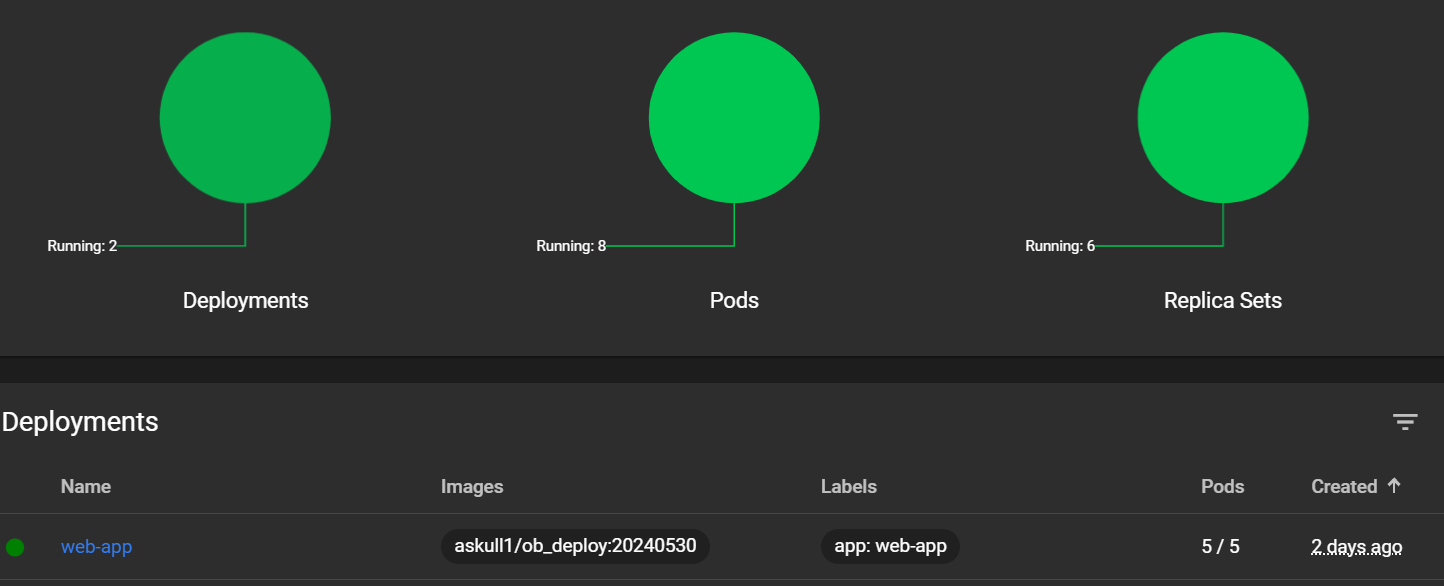 Running: 2 Running: 8 Running: 6
Deployments Pods Replica Sets
Deployments
Name Images Labels Pods Created
web-app askull1/ob_deploy:20240530 app: web-app 5 / 5 2 days ago